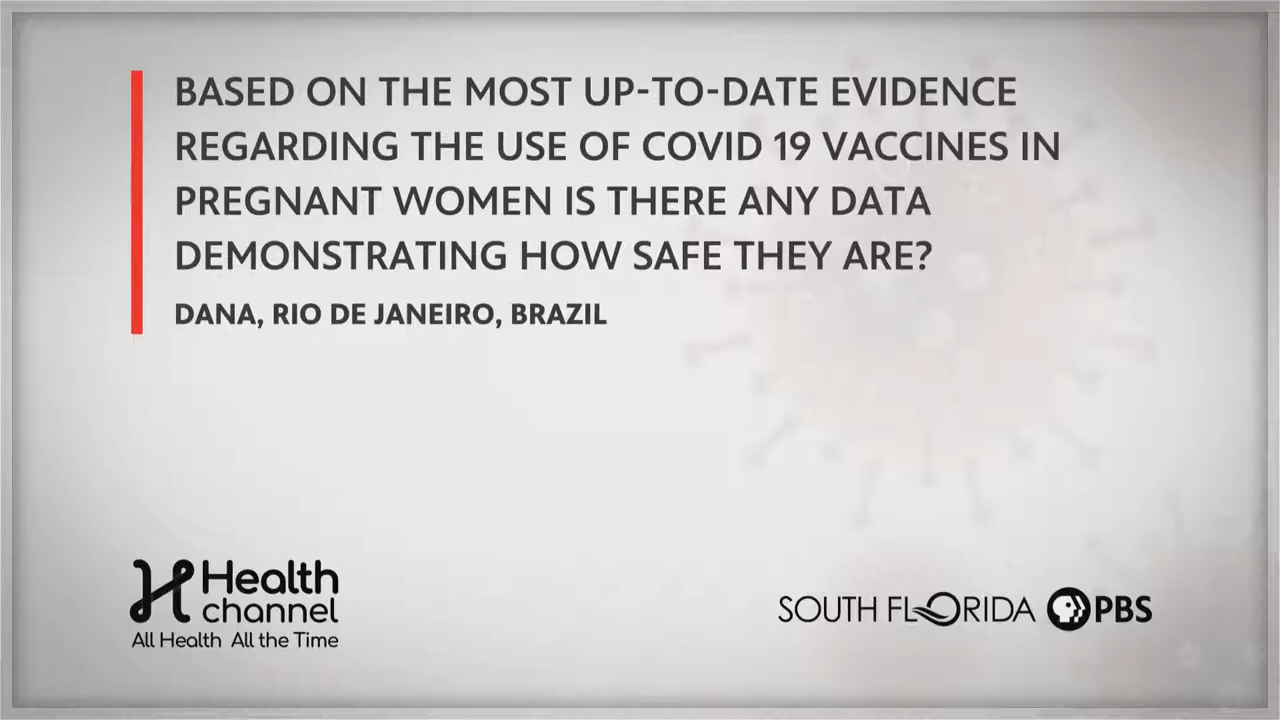 BASED ON THE MOST UP-TO-DATE EVIDENCE
REGARDING THE USE OF COVID 19 VACCINES IN
PREGNANT WOMEN IS THERE ANY DATA
DEMONSTRATING HOW SAFE THEY ARE?
DANA, RIO DE JANEIRO, BRAZIL
Health
channel
All Health All the Time
SOUTH FLORIDA PBS